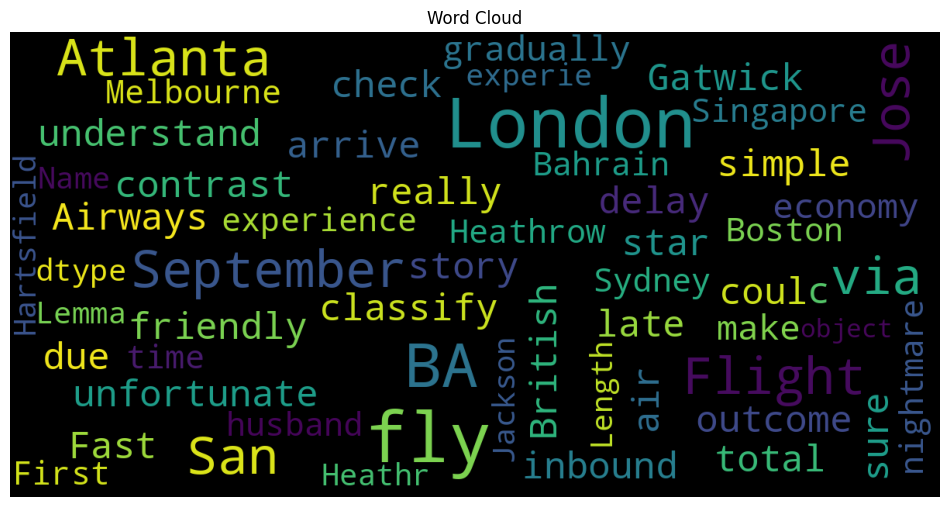 Word Cloud
Atlanta
gradually
Jose
Melbourne
check
experie
Gatwick
London
Singapore
understand
arrive
Bahrain
simple
Hartsfield
Name
contrast
really
delay
economy
Airways
experience
Heathrow
star
Boston
dtype
September
story
Sydney
coul
c
via
Lemma
friendly
classify
British
late
make
object
due
time
BA
Jackson
Length
air
Flight
nightmare
unfortunate
husband
fly
outcome
sure
Fast
San
inbound
total
First
Heathr